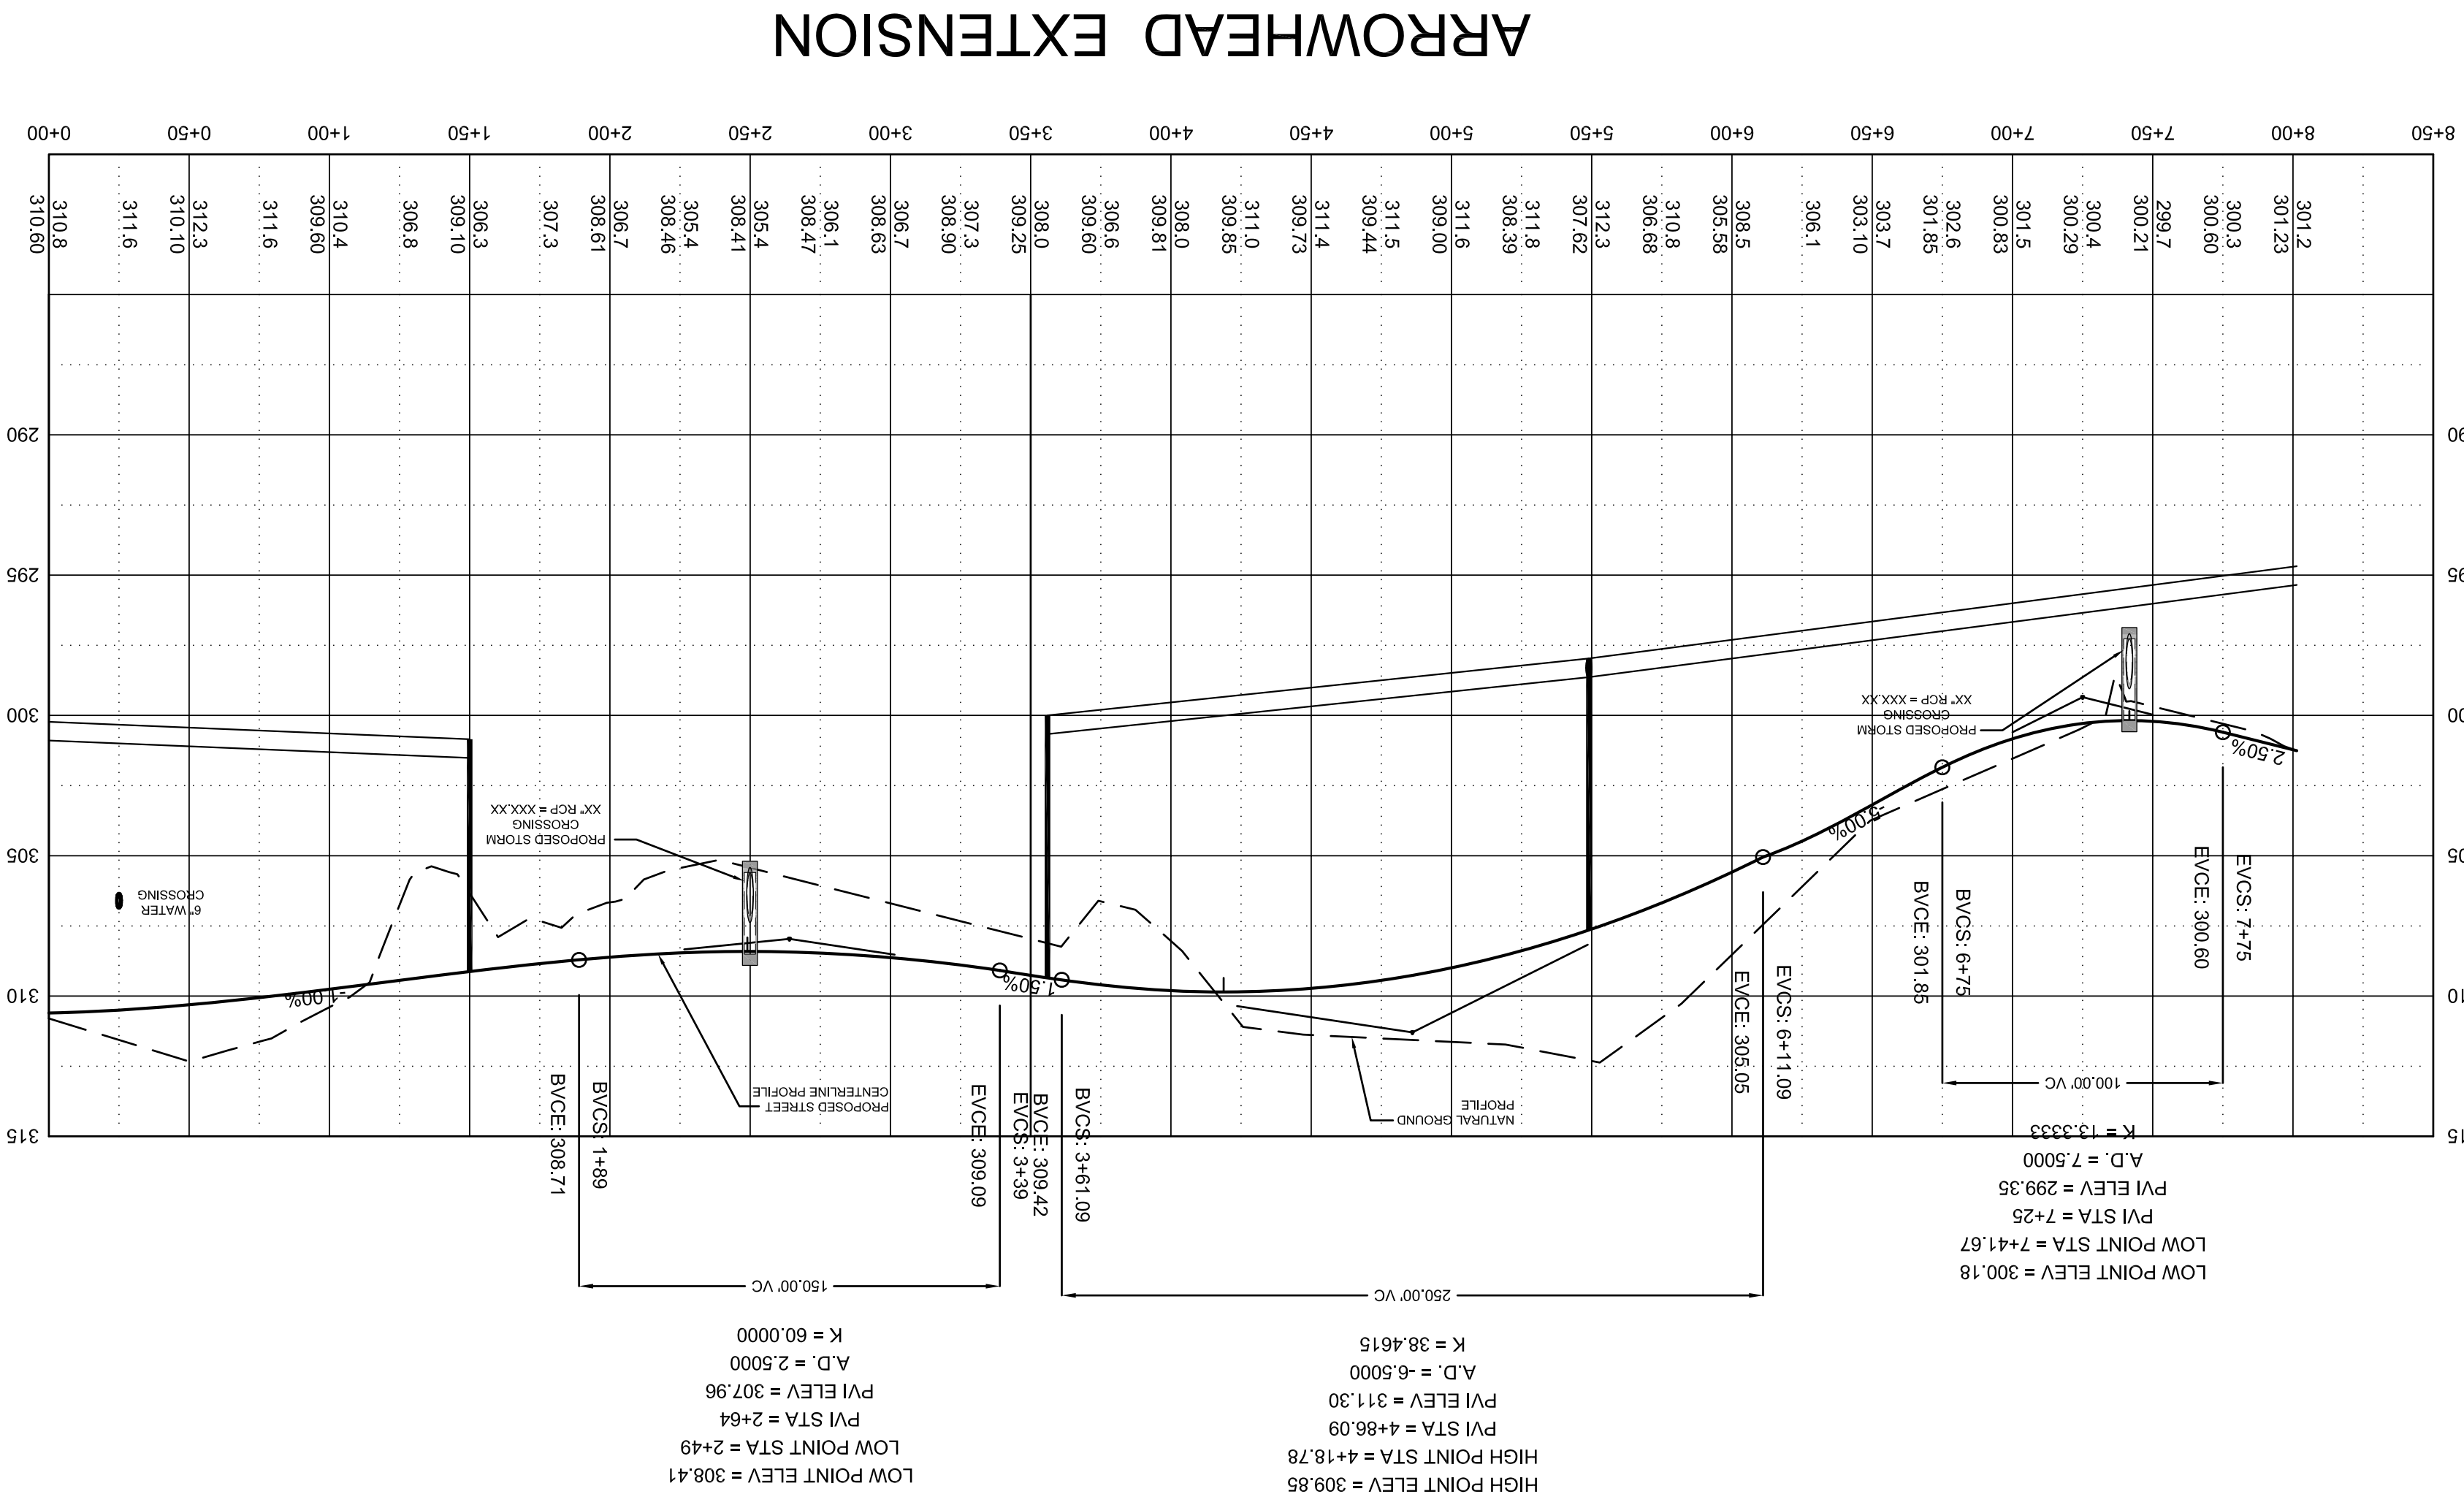 LOW POINT ELEV = 300.18
LOW POINT STA = 7+41.67
PVI STA = 7+25
PVI ELEV = 299.35
A.D. = 7.5000
K = 13.3333
100.00' VC
HIGH POINT ELEV = 309.85
HIGH POINT STA = 4+18.78
PVI STA = 4+86.09
PVI ELEV = 311.30
A.D. = -6.5000
K = 38.4615
250.00' VC
LOW POINT ELEV = 308.41
LOW POINT STA = 2+49
PVI STA = 2+64
PVI ELEV = 307.96
A.D. = 2.5000
K = 60.0000
150.00' VC
EVCS: 7+75
EVCE: 300.60
BVCS: 6+75
BVCE: 301.85
EVCS: 6+11.09
EVCE: 305.05
BVCS: 3+61.09
BVCE: 309.42
EVCS: 3+39
EVCE: 309.09
BVCS: 1+89
BVCE: 308.71
NATURAL GROUND
PROFILE
PROPOSED STREET
CENTERLINE PROFILE
2.50%
-5.00%
1.50%
-1.00%
PROPOSED STORM
CROSSING
XX" RCP = XXX.XX
PROPOSED STORM
CROSSING
XX" RCP = XXX.XX
6" WATER
CROSSING
315
310
305
300
295
290
301.2
301.23
300.3
300.60
299.7
300.21
300.4
300.29
301.5
300.83
302.6
301.85
303.7
303.10
306.1
308.5
305.58
310.8
306.68
312.3
307.62
311.8
308.39
311.6
309.00
311.5
309.44
311.4
309.73
311.0
309.85
308.0
309.81
306.6
309.60
308.0
309.25
307.3
308.90
306.7
308.63
306.1
308.47
305.4
308.41
305.4
308.46
306.7
308.61
307.3
306.3
309.10
306.8
310.4
309.60
311.6
312.3
310.10
311.6
310.8
310.60
8+50
8+00
7+50
7+00
6+50
6+00
5+50
5+00
4+50
4+00
3+50
3+00
2+50
2+00
1+50
1+00
0+50
0+00
ARROWHEAD EXTENSION